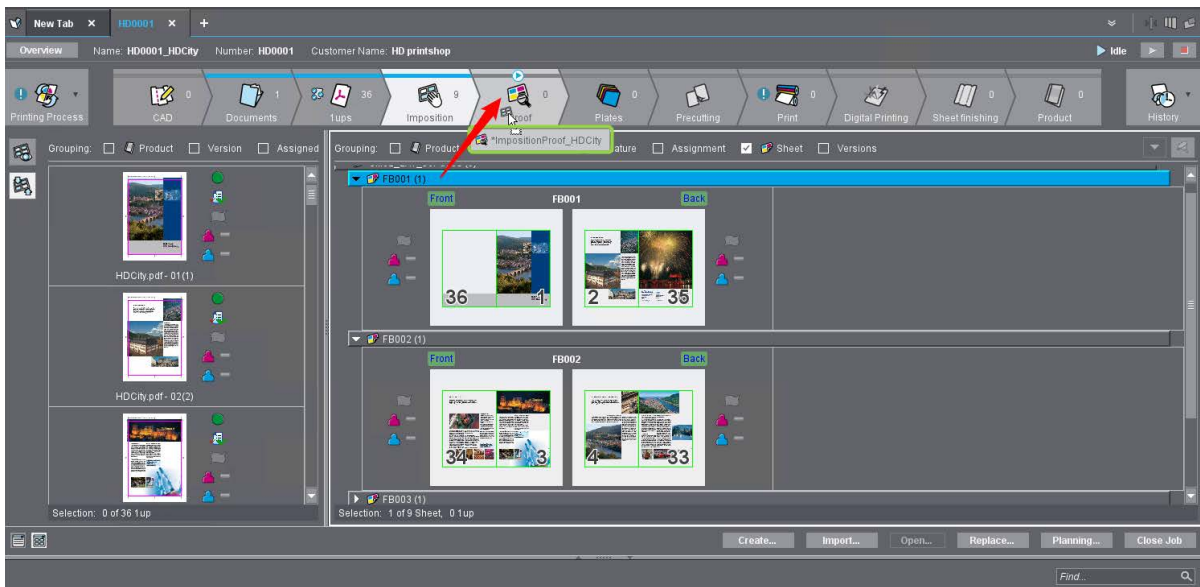 New Tab × HD0001 × +
Overview Name: HD0001_HDCity Number: HD0001 Customer Name: HD printshop Idle
Printing Process CAD 0 Documents 1 1ups 36 Imposition 9 0 Plates 0 Precutting Print 0 Digital Printing Sheetfinishing 0 Product 0 History
Grouping: Product Version Assigned
Grouping: Product Assignment Sheet Versions
*ImpositionProof_HDCity
FB001 (1)
Front FB001 Back
36 1 2 35
HDCity.pdf - 01(1)
FB002 (1)
Front FB002 Back
34 3 4 33
HDCity.pdf - 02(2)
FB003 (1)
Selection: 0 of 36 1up
Selection: 1 of 9 Sheet, 0 1up
Create... Import... Open... Replace... Planning... Close Job
Find...